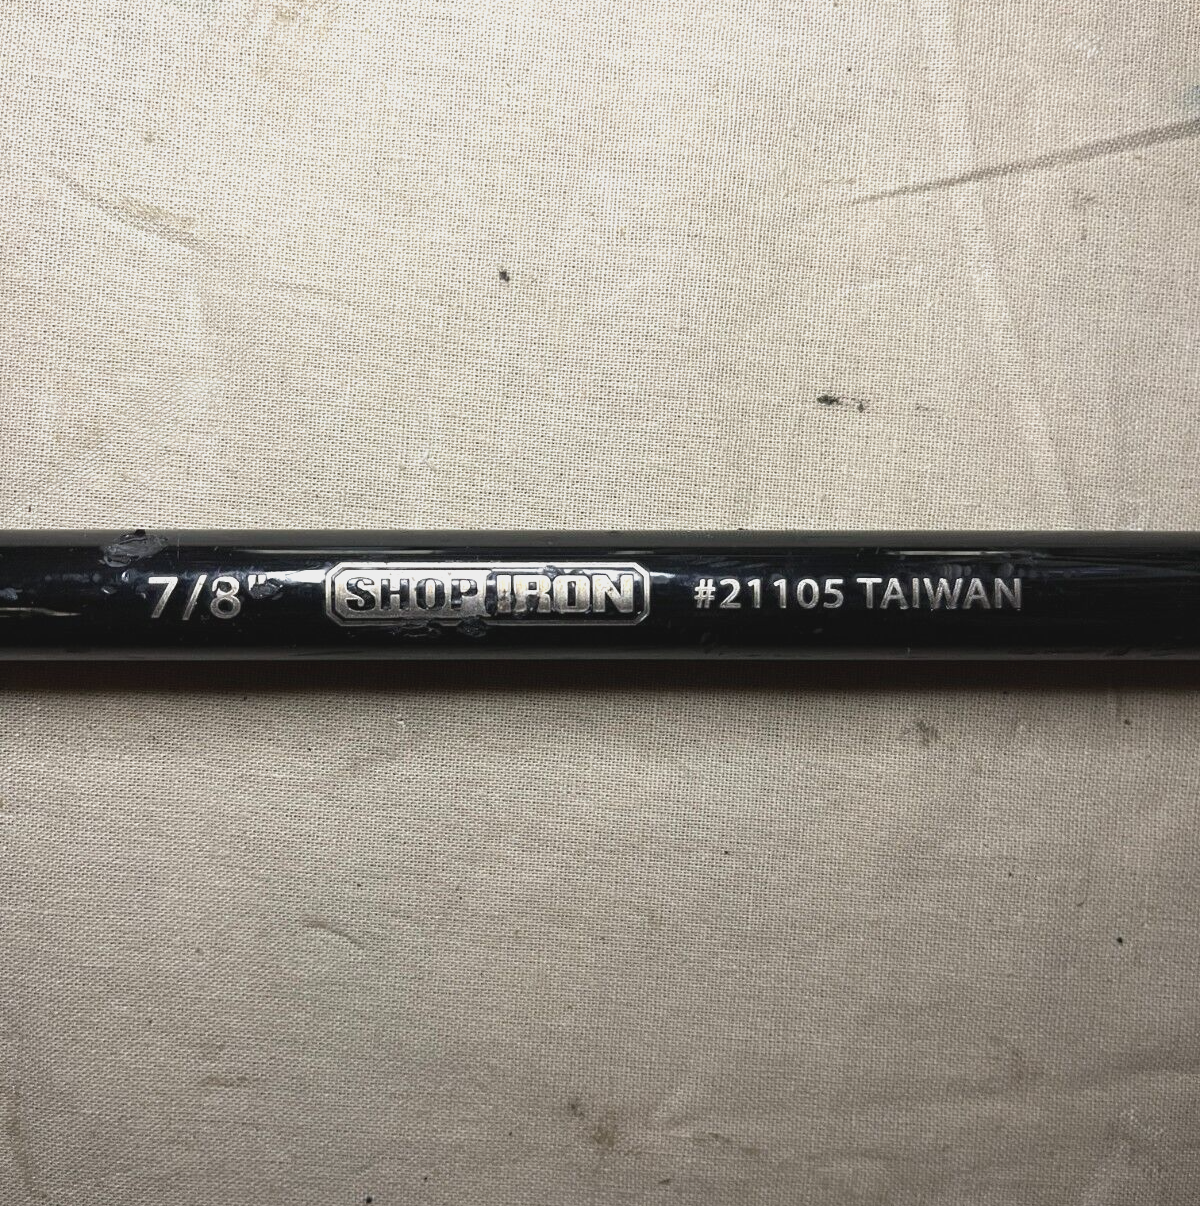 7/8" SHOP IRON #21105 TAIWAN